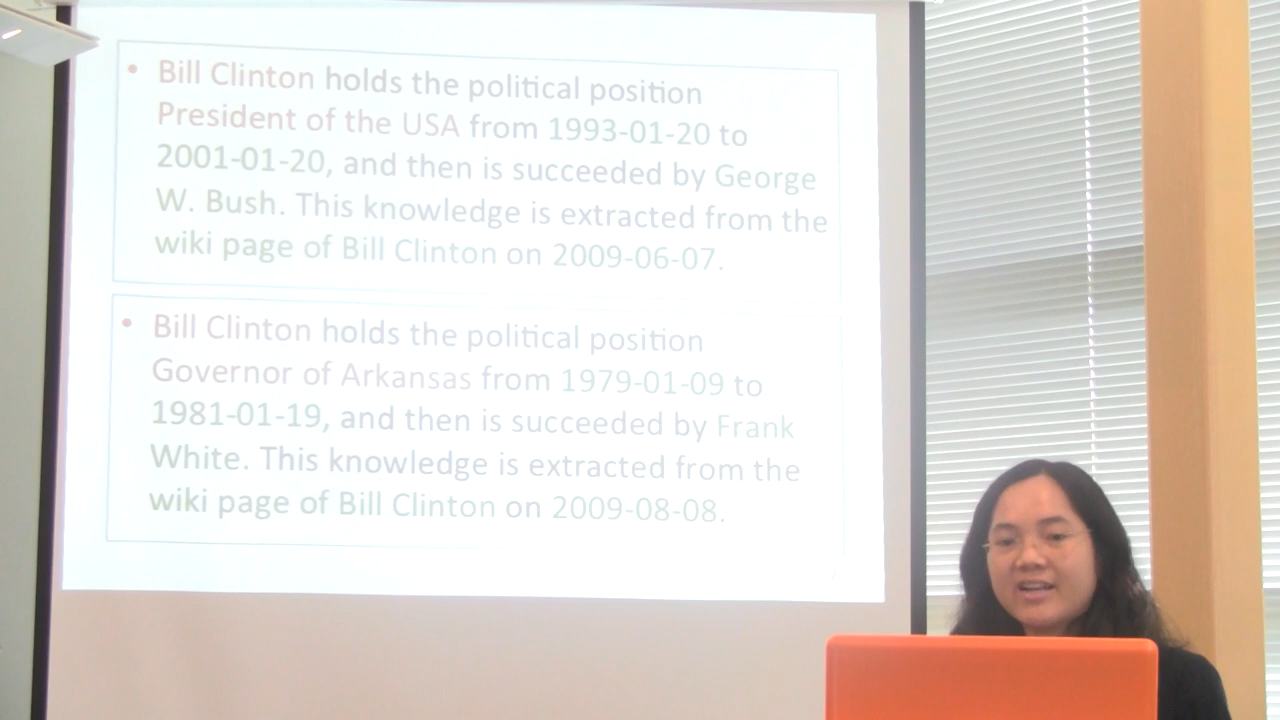 • Bill Clinton holds the political position
President of the USA from 1993-01-20 to
2001-01-20, and then is succeeded by George
W. Bush. This knowledge is extracted from the
wiki page of Bill Clinton on 2009-06-07.
• Bill Clinton holds the political position
Governor of Arkansas from 1979-01-09 to
1981-01-19, and then is succeeded by Frank
White. This knowledge is extracted from the
wiki page of Bill Clinton on 2009-08-08.